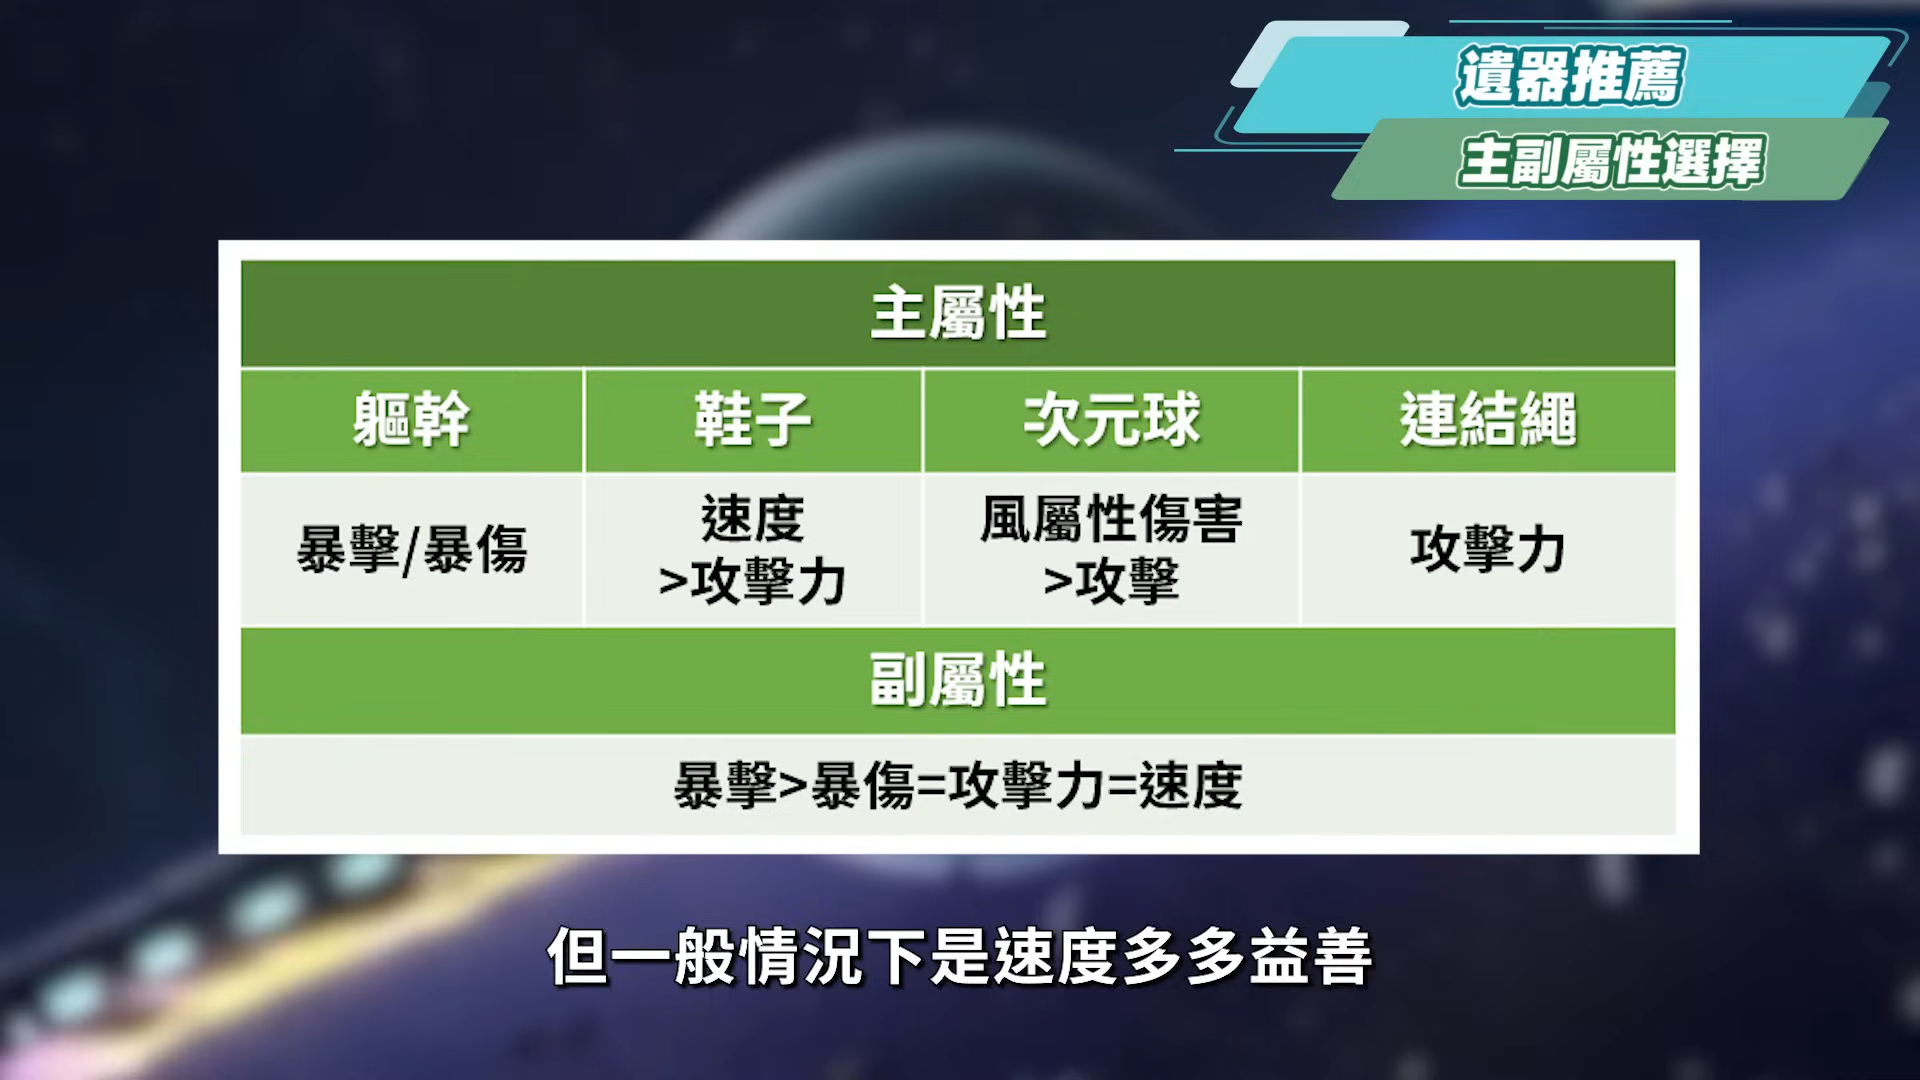 遺器推薦
主副屬性選擇
主屬性
軀幹 鞋子 次元球 連結繩
暴擊/暴傷 速度 風屬性傷害 攻擊力
>攻擊力 >攻擊
副屬性
暴擊>暴傷=攻擊力=速度
但一般情況下是速度多多益善